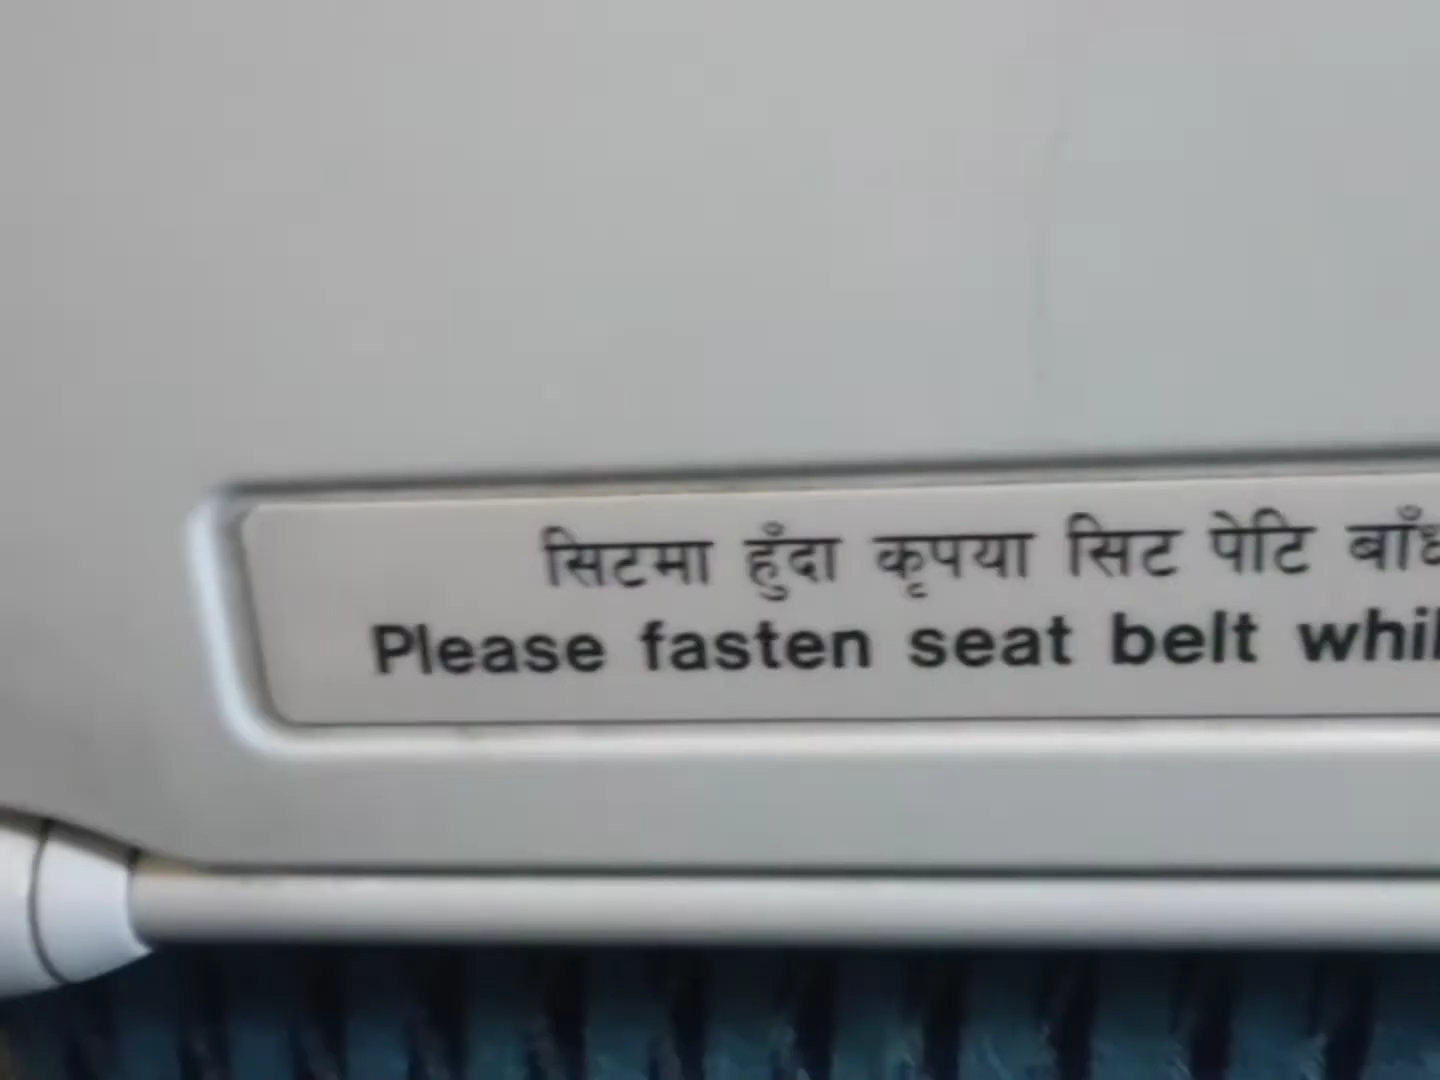 सिटमा हुँदा कृपया सिट पेटि
Please fasten seat belt